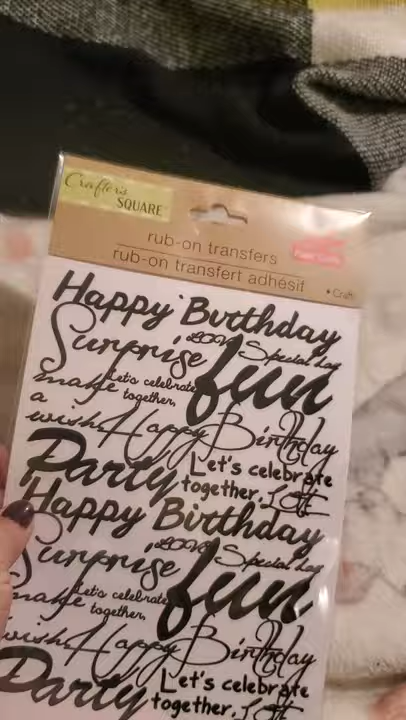 Crafter's
SQUARE
rub-on transfers
rub-on transfert adhésif
• Craft
Happy Birthday
Surprise
Love
Special day
fun
make
a
wish
Let's celebrate
together,
Happy Birthday
Party
Let's celebrate
together,
Happy Birthday
Surprise
Love
Special day
fun
make
Let's celebrate
together,
wish
Happy Birthday
Party
Let's celebrate
together,